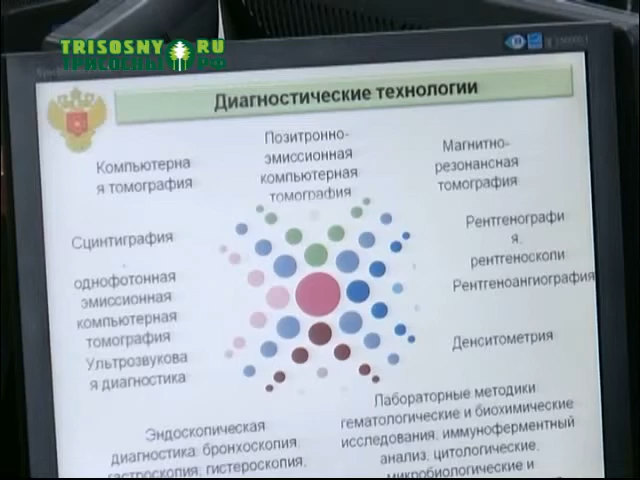 TRISOSNY.RU
ТРИСОСНЫ.РФ
Диагностические технологии
Позитронно-
эмиссионная
компьютерная
томография
Компьютерна
я томография
Магнитно-
резонансная
томография
Сцинтиграфия
Рентгенографи
я,
рентгеноскопи
Рентгеноангиография
однофотонная
эмиссионная
компьютерная
томография
Денситометрия
Ультрозвукова
я диагностика
Эндоскопическая
диагностика: бронхоскопия,
гастроскопия, гистероскопия,
Лабораторные методики
гематологические и биохимические
исследования, иммуноферментный
анализ, цитологические,
микробиологические и